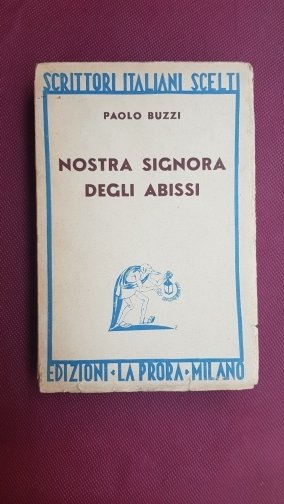 SCRITTORI ITALIANI SCELTI
PAOLO BUZZI
NOSTRA SIGNORA
DEGLI ABISSI
EDIZIONI · LA PRORA · MILANO